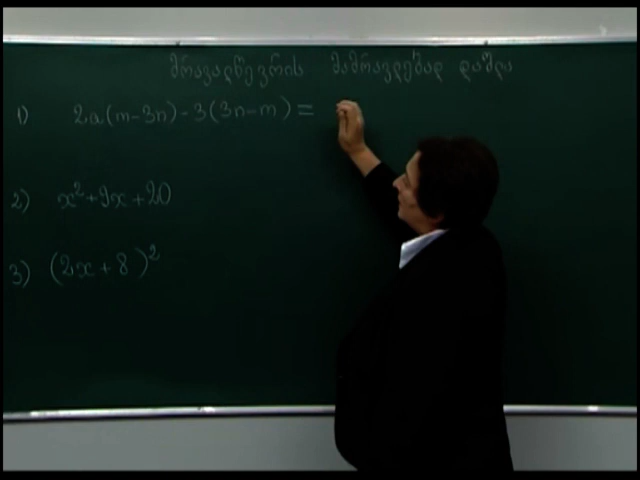 მრავალწევრის მამრავლებად დაშლა
1) 2a(m-3n)-3(3n-m)=
2) x²+9x+20
3) (2x+8)²